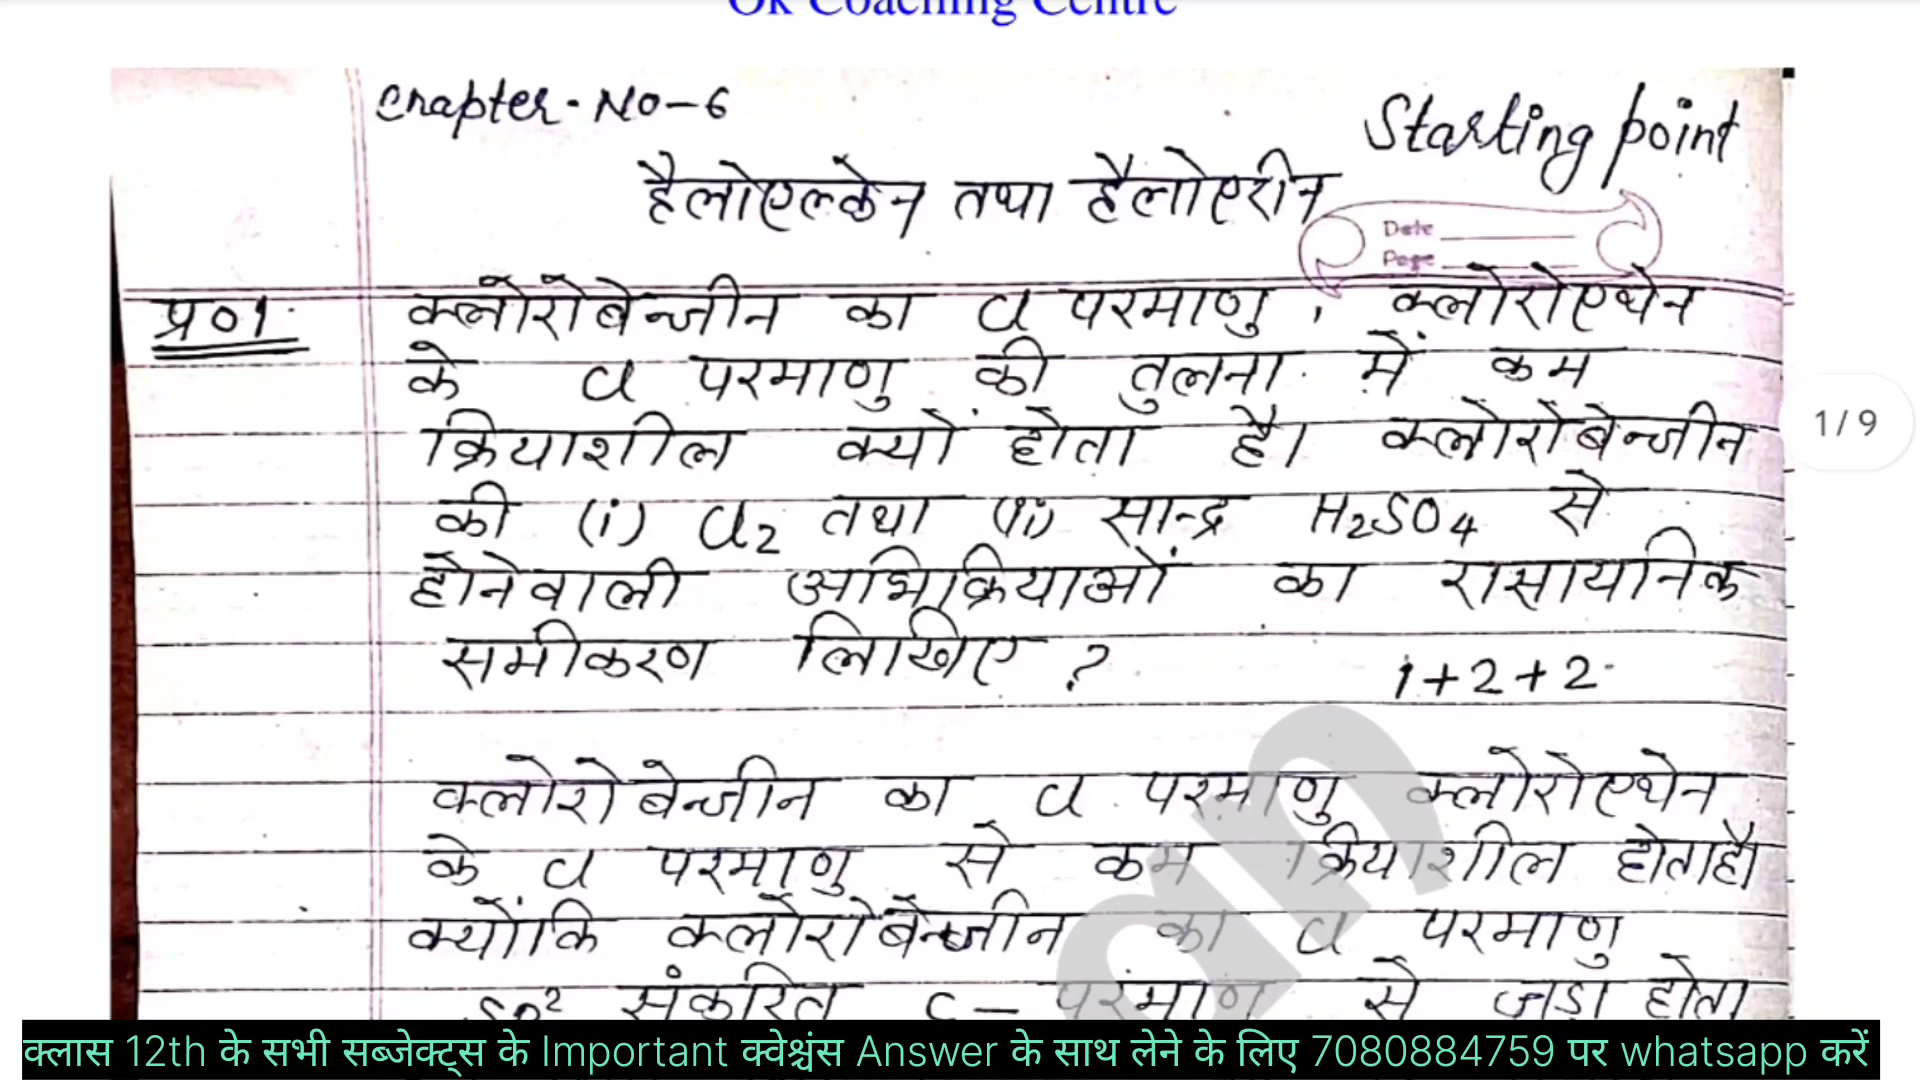 Ok Coaching Centre
Chapter-No-6
Starting point
हैलोएल्केन तथा हैलोएरीन
Date
Page
प्र०1. क्लोरोबेन्जीन का Cl परमाणु, क्लोरोएथेन
के Cl परमाणु की तुलना में कम
क्रियाशील क्यों होता है। क्लोरोबेन्जीन
की (i) Cl2 तथा (ii) सान्द्र H2SO4 से
होनेवाली अभिक्रियाओं का रासायनिक
समीकरण लिखिए ? 1+2+2
क्लोरोबेन्जीन का Cl परमाणु क्लोरोएथेन
के Cl परमाणु से कम क्रियाशील होता है।
क्योंकि क्लोरोबेन्जीन का Cl परमाणु
sp² संकरित C- परमाणु से जुड़ा होता
1/9
क्लास 12th के सभी सब्जेक्ट्स के Important क्वेश्चंस Answer के साथ लेने के लिए 7080884759 पर whatsapp करें